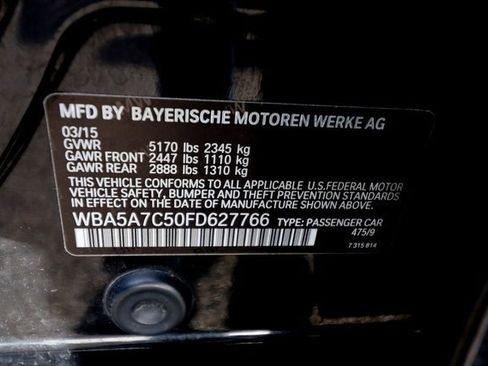 MFD BY BAYERISCHE MOTOREN WERKE AG
03/15
GVWR 5170 lbs 2345 kg
GAWR FRONT 2447 lbs 1110 kg
GAWR REAR 2888 lbs 1310 kg
THIS VEHICLE CONFORMS TO ALL APPLICABLE U.S.FEDERAL MOTOR
VEHICLE SAFETY, BUMPER AND THEFT PREVENTION STANDARDS
IN EFFECT ON THE DATE OF MANUFACTURE SHOWN ABOVE.
WBA5A7C50FD627766 TYPE: PASSENGER CAR
475/9
7 315 814